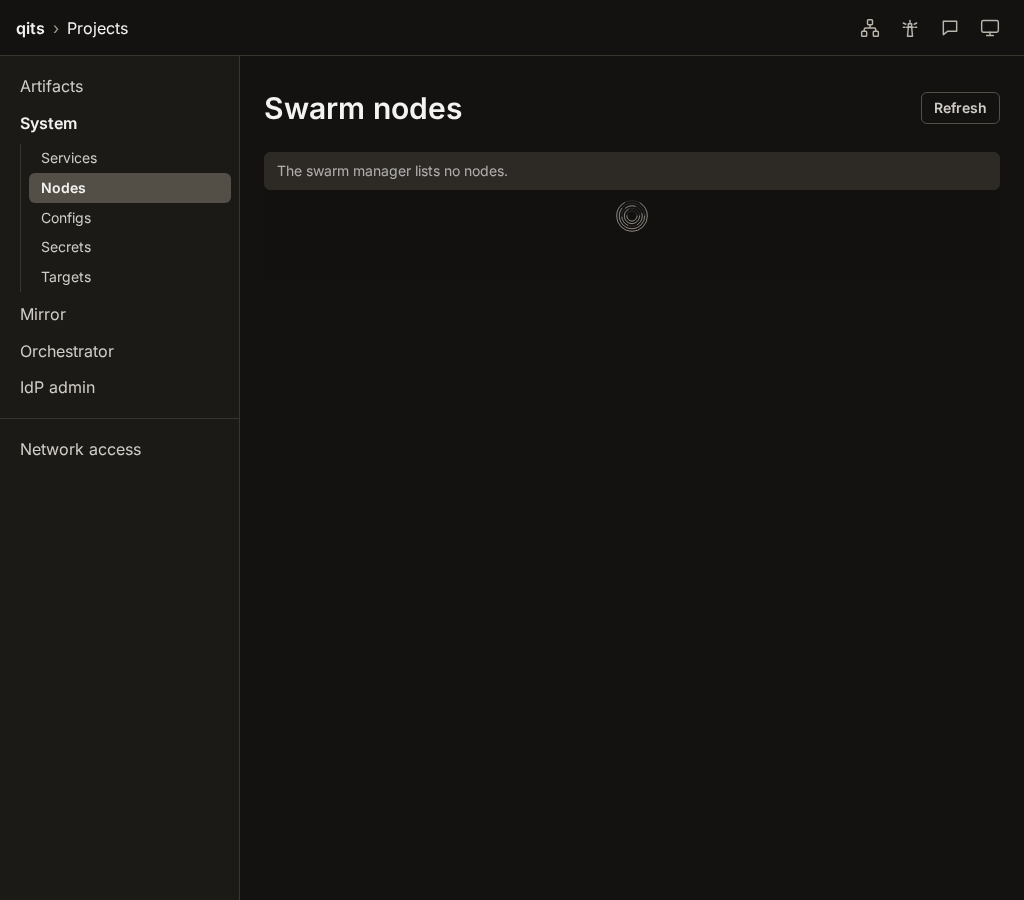 qits › Projects
Artifacts
System
Services
Nodes
Configs
Secrets
Targets
Mirror
Orchestrator
IdP admin
Network access
Swarm nodes
Refresh
The swarm manager lists no nodes.